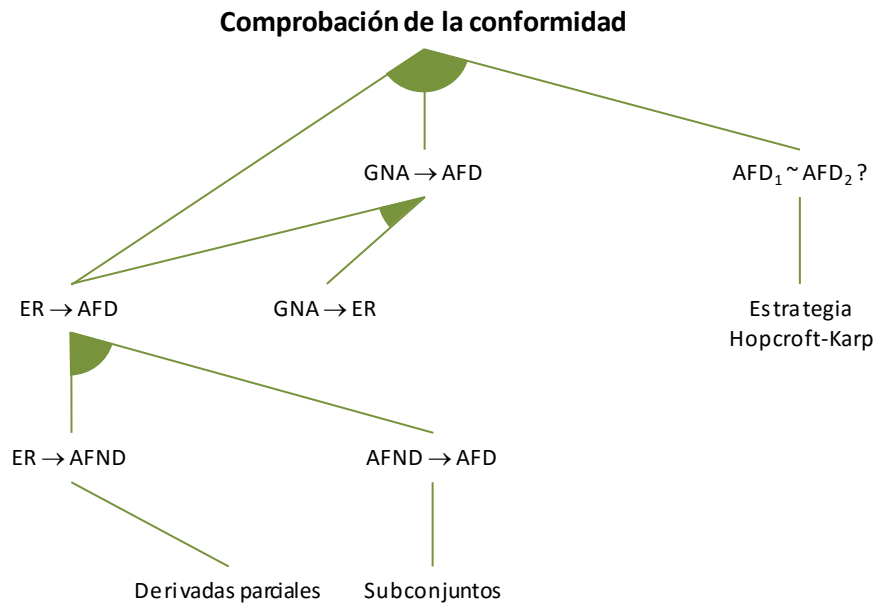 Comprobación de la conformidad
GNA → AFD
AFD₁ ~ AFD₂ ?
ER → AFD
GNA → ER
Estrategia
Hopcroft-Karp
ER → AFND
AFND → AFD
Derivadas parciales
Subconjuntos